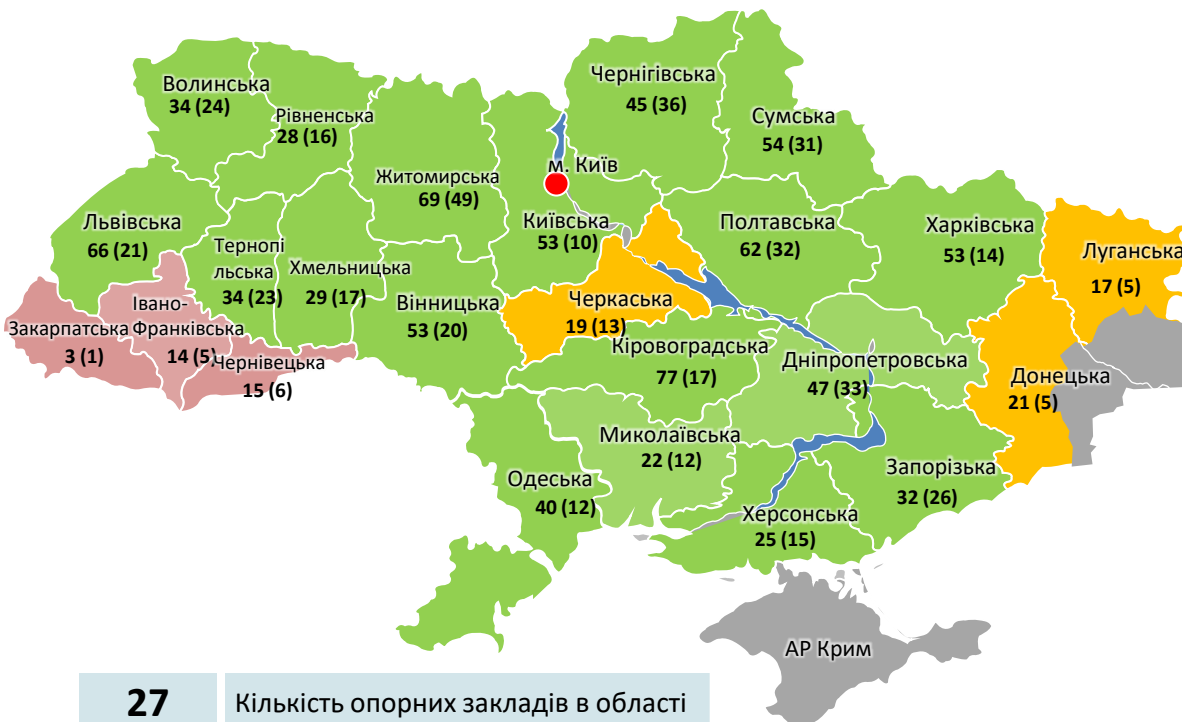 Волинська
34 (24)
Рівненська
28 (16)
Житомирська
69 (49)
Чернігівська
45 (36)
Сумська
54 (31)
м. Київ
Київська
53 (10)
Львівська
66 (21)
Тернопі
льська
34 (23)
Хмельницька
29 (17)
Вінницька
53 (20)
Полтавська
62 (32)
Харківська
53 (14)
Луганська
17 (5)
Закарпатська
3 (1)
Івано-
Франківська
14 (5)
Чернівецька
15 (6)
Черкаська
19 (13)
Кіровоградська
77 (17)
Дніпропетровська
47 (33)
Донецька
21 (5)
Миколаївська
22 (12)
Одеська
40 (12)
Запорізька
32 (26)
Херсонська
25 (15)
АР Крим
27 Кількість опорних закладів в області